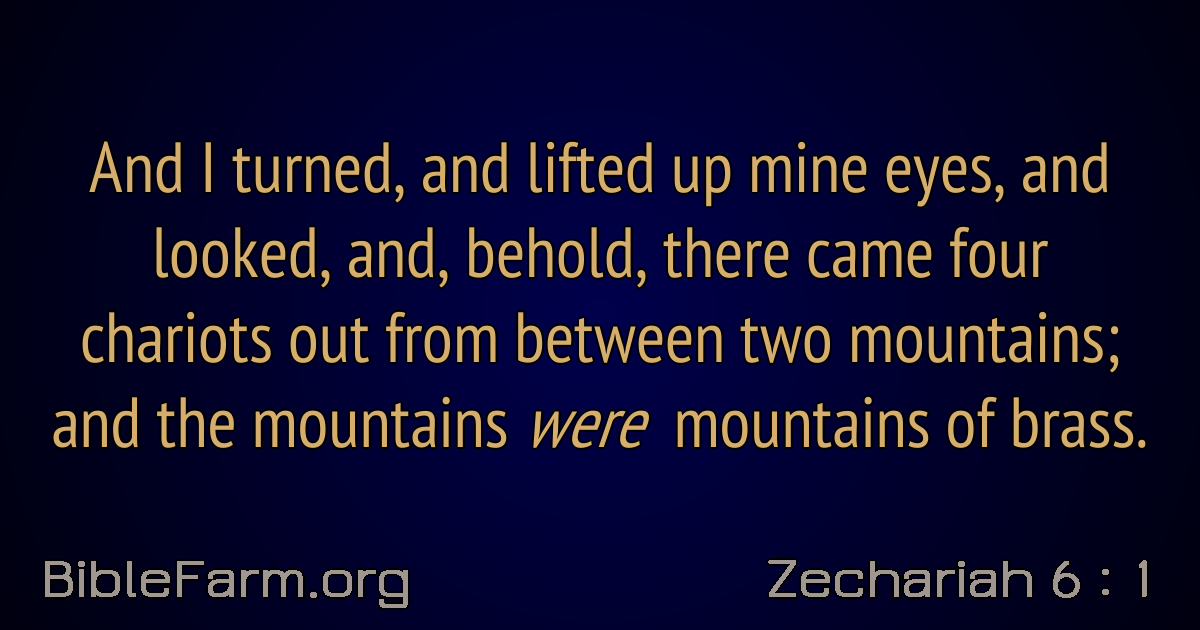 And I turned, and lifted up mine eyes, and
looked, and, behold, there came four
chariots out from between two mountains;
and the mountains were mountains of brass.
BibleFarm.org
Zechariah 6 : 1